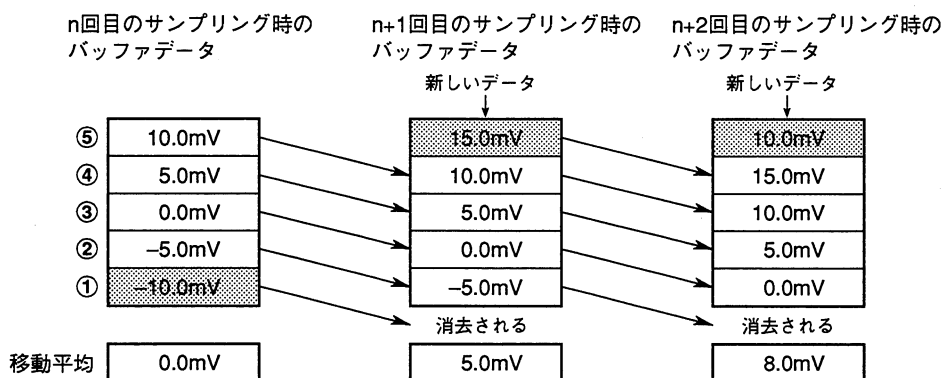 n回目のサンプリング時の
バッファデータ
n+1回目のサンプリング時の
バッファデータ
n+2回目のサンプリング時の
バッファデータ
新しいデータ
新しいデータ
⑤ 10.0mV 15.0mV 10.0mV
④ 5.0mV 10.0mV 15.0mV
③ 0.0mV 5.0mV 10.0mV
② –5.0mV 0.0mV 5.0mV
① –10.0mV –5.0mV 0.0mV
消去される 消去される
移動平均 0.0mV 5.0mV 8.0mV